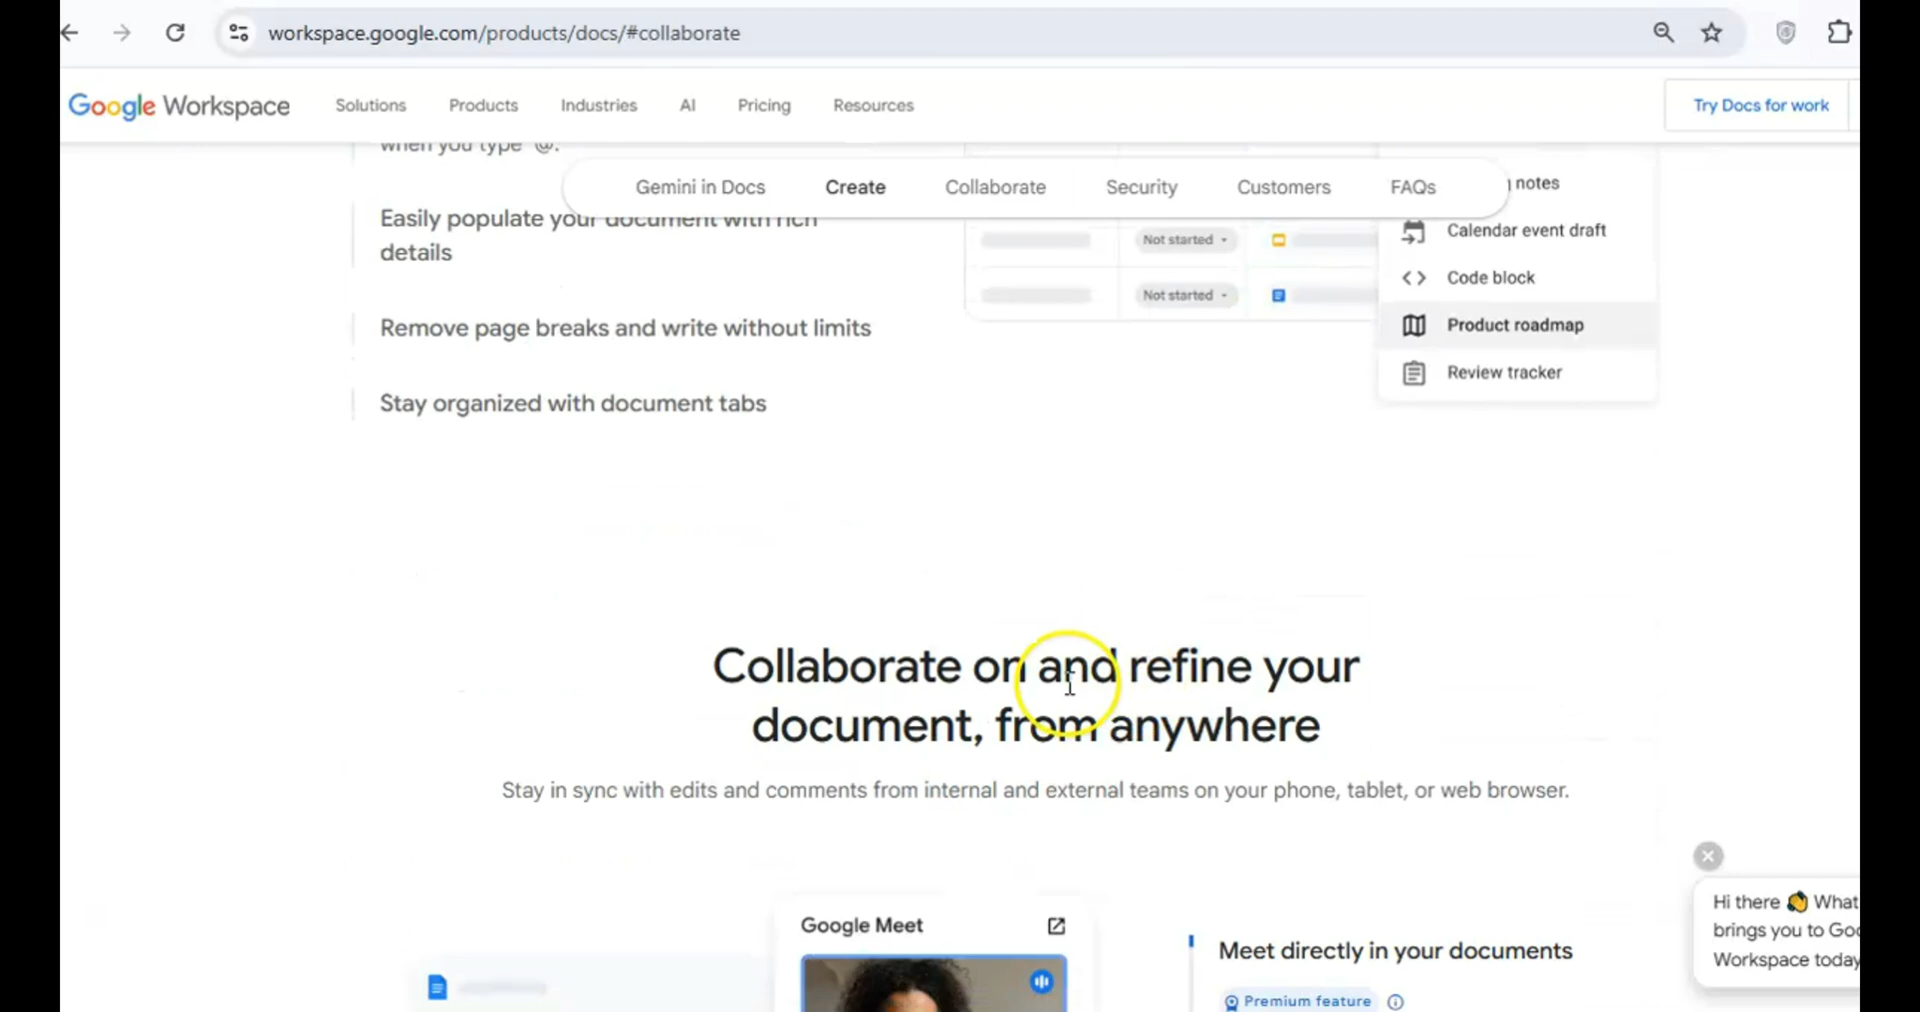 workspace.google.com/products/docs/#collaborate
Google Workspace
Solutions
Products
Industries
AI
Pricing
Resources
Try Docs for work
when you type '@.'
Gemini in Docs
Create
Collaborate
Security
Customers
FAQs
notes
Easily populate your document with rich
details
Not started
Calendar event draft
Code block
Remove page breaks and write without limits
Not started
Product roadmap
Review tracker
Stay organized with document tabs
Collaborate on and refine your
document, from anywhere
Stay in sync with edits and comments from internal and external teams on your phone, tablet, or web browser.
Hi there 👋 What
brings you to Goo
Workspace today
Google Meet
Meet directly in your documents
Premium feature